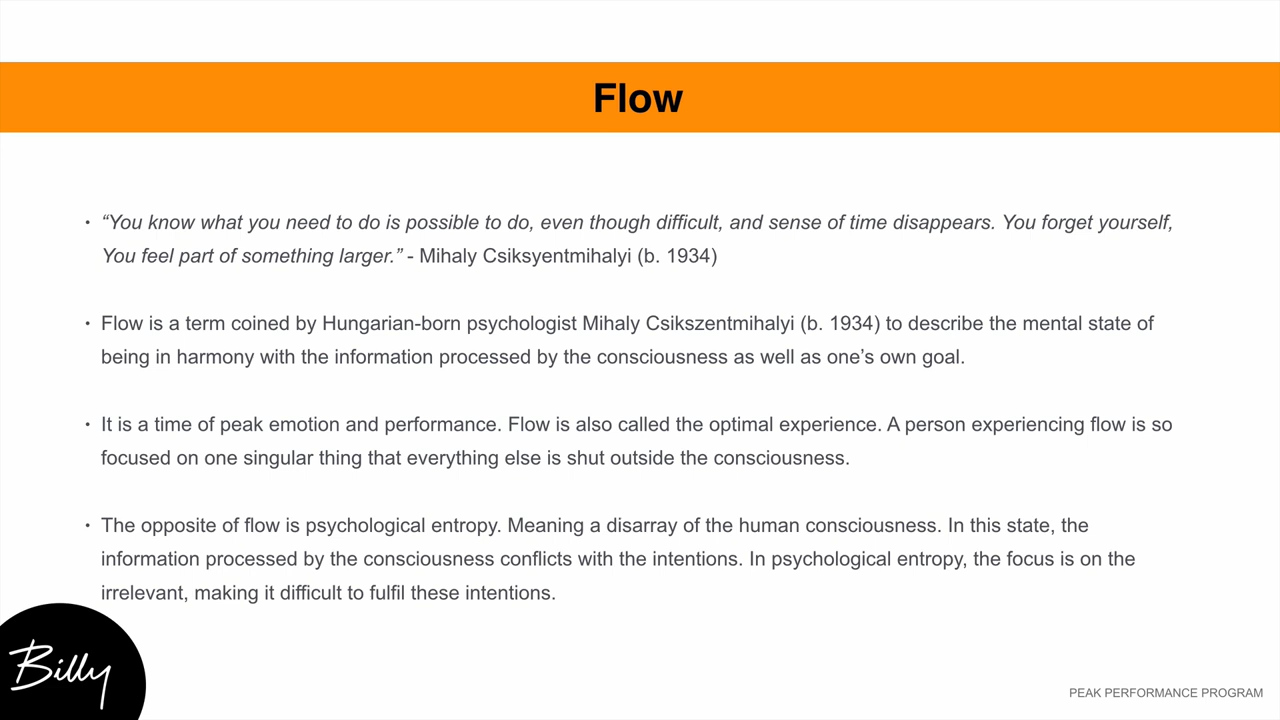 Flow
• “You know what you need to do is possible to do, even though difficult, and sense of time disappears. You forget yourself,
You feel part of something larger.” - Mihaly Csiksyentmihalyi (b. 1934)
• Flow is a term coined by Hungarian-born psychologist Mihaly Csikszentmihalyi (b. 1934) to describe the mental state of
being in harmony with the information processed by the consciousness as well as one’s own goal.
• It is a time of peak emotion and performance. Flow is also called the optimal experience. A person experiencing flow is so
focused on one singular thing that everything else is shut outside the consciousness.
• The opposite of flow is psychological entropy. Meaning a disarray of the human consciousness. In this state, the
information processed by the consciousness conflicts with the intentions. In psychological entropy, the focus is on the
irrelevant, making it difficult to fulfil these intentions.
Billy
PEAK PERFORMANCE PROGRAM